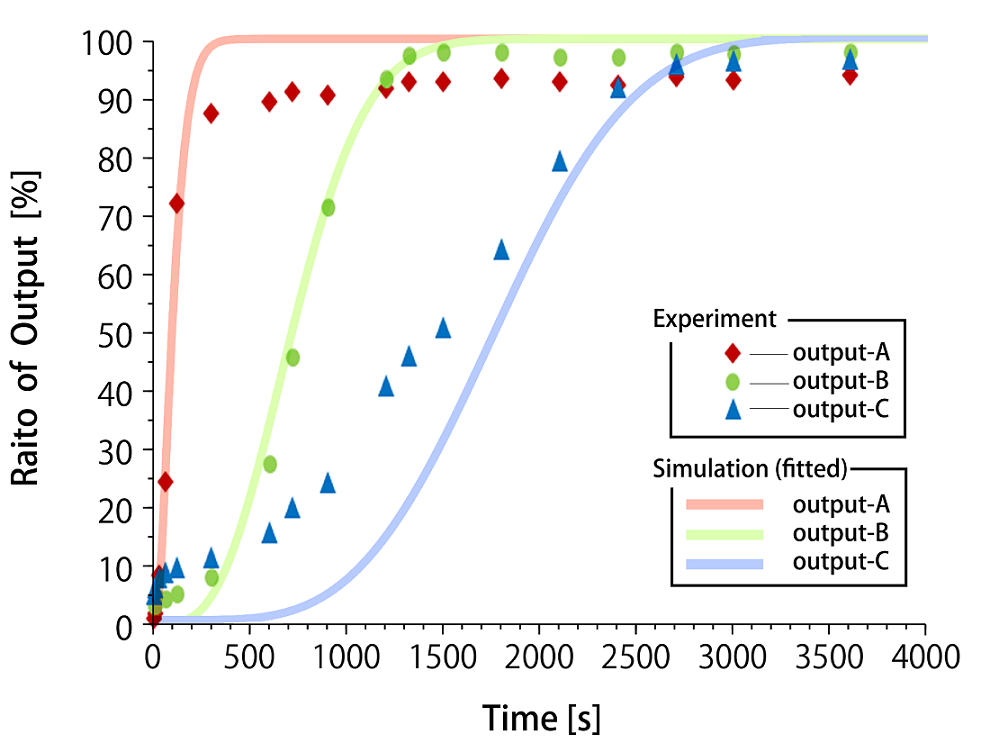 100
90
80
70
60
50
40
30
20
10
0
Raito of Output [%]
0 500 1000 1500 2000 2500 3000 3500 4000
Time [s]
Experiment
output-A
output-B
output-C
Simulation (fitted)
output-A
output-B
output-C